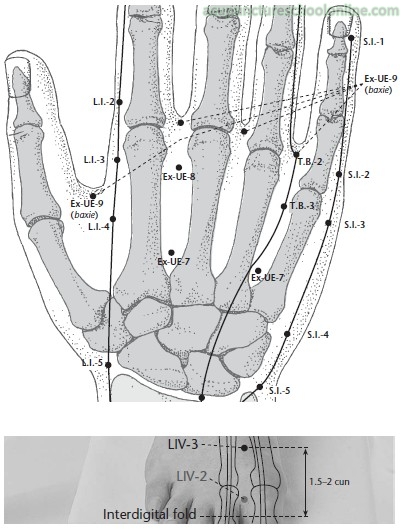 acupunctureschoolonline.com
S.I.-1
Ex-UE-9
(baxie)
L.I.-2
L.I.-3
T.B.-2
Ex-UE-8
S.I.-2
Ex-UE-9
(baxie)
T.B.-3
L.I.-4
S.I.-3
Ex-UE-7
Ex-UE-7
S.I.-4
L.I.-5
S.I.-5
LIV-3
LIV-2
1.5–2 cun
Interdigital fold